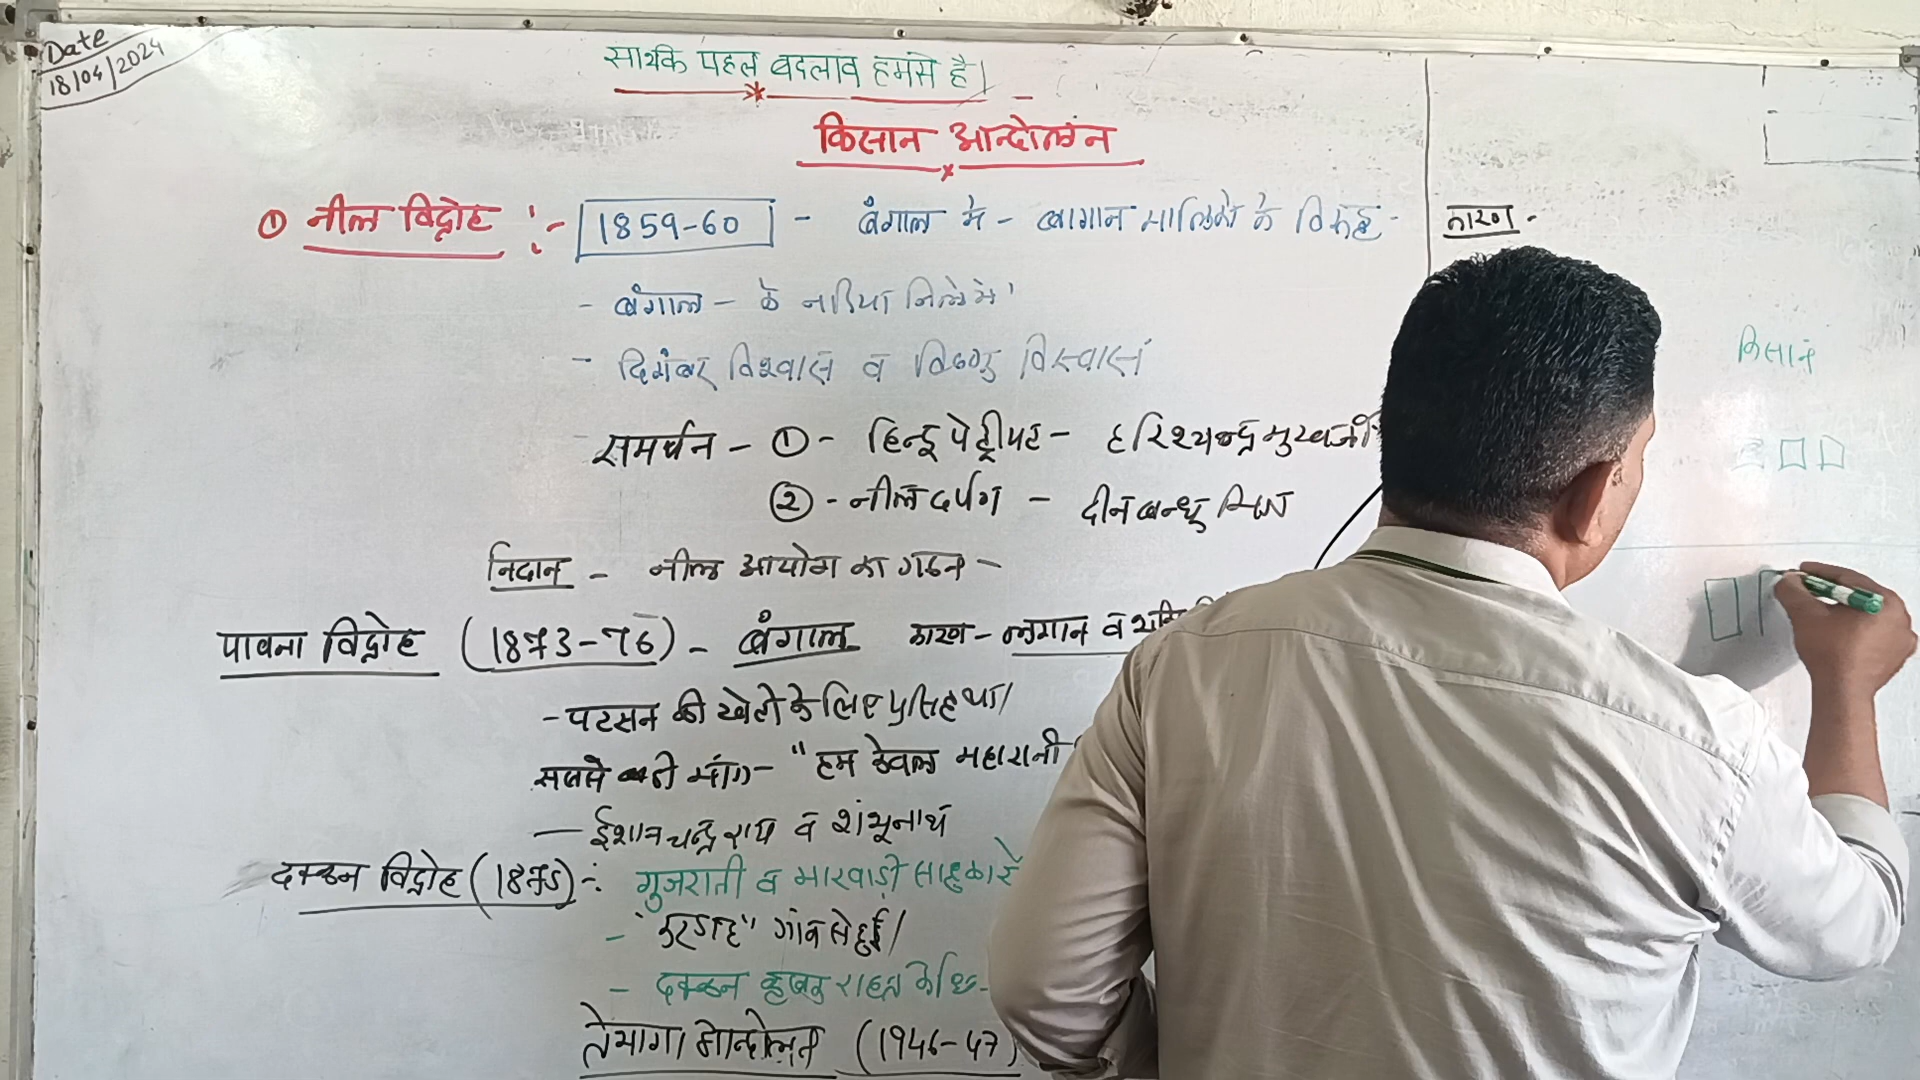 Date
18/04/2024
सार्थक पहल बदलाव हमसे है।
किसान आन्दोलन
① नील विद्रोह :- 1859-60 - बंगाल में - बागान मालिकों के विरूद्ध -
कारण -
- बंगाल - के नदिया जिले में
- दिगंबर विश्वास व विष्णु विस्वास
किसान
समर्थन - ① - हिन्दू पेट्रीयट - हरिश्चन्द्र मुखर्जी
② - नील दर्पण - दीनबन्धु मित्र
निदान - नील आयोग का गठन -
पावना विद्रोह (1873-76) - बंगाल कारण - लगान व
- पटसन की खेती के लिए प्रसिद्ध था।
सबसे बडी मांग - "हम केवल महारानी
— ईशान चन्द्र राय व शंभूनाथ
दक्कन विद्रोह (1875) -: गुजराती व मारवाड़ी साहुकारों
- "करडाह" गांव से हुई।
- दक्कन कृषक राहत
तेभागा आन्दोलन (1946-47)